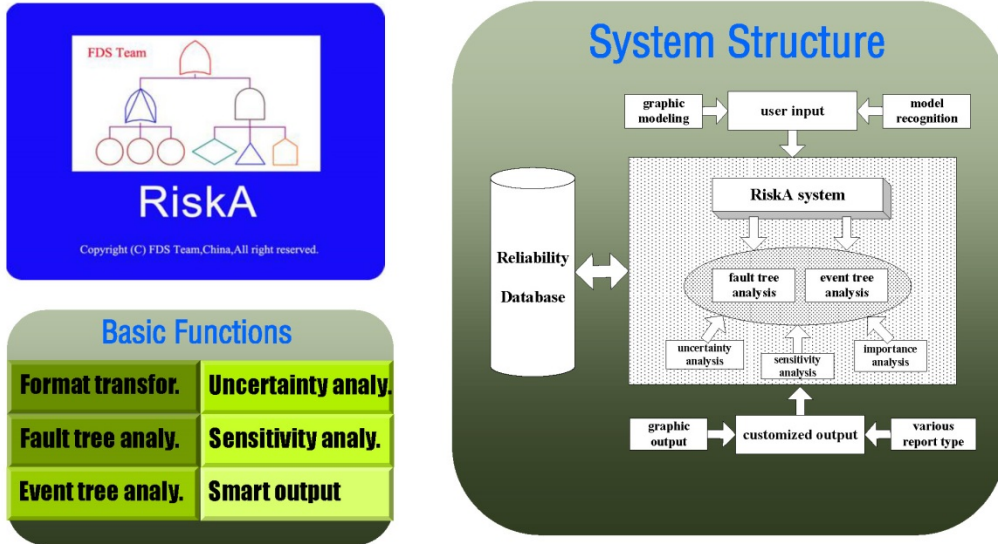 FDS Team
RiskA
Copyright (C) FDS Team,China,All right reserved.
Basic Functions
Format transfor.
Uncertainty analy.
Fault tree analy.
Sensitivity analy.
Event tree analy.
Smart output
System Structure
graphic
modeling
user input
model
recognition
RiskA system
Reliability
Database
fault tree
analysis
event tree
analysis
uncertainty
analysis
sensitivity
analysis
importance
analysis
graphic
output
customized output
various
report type